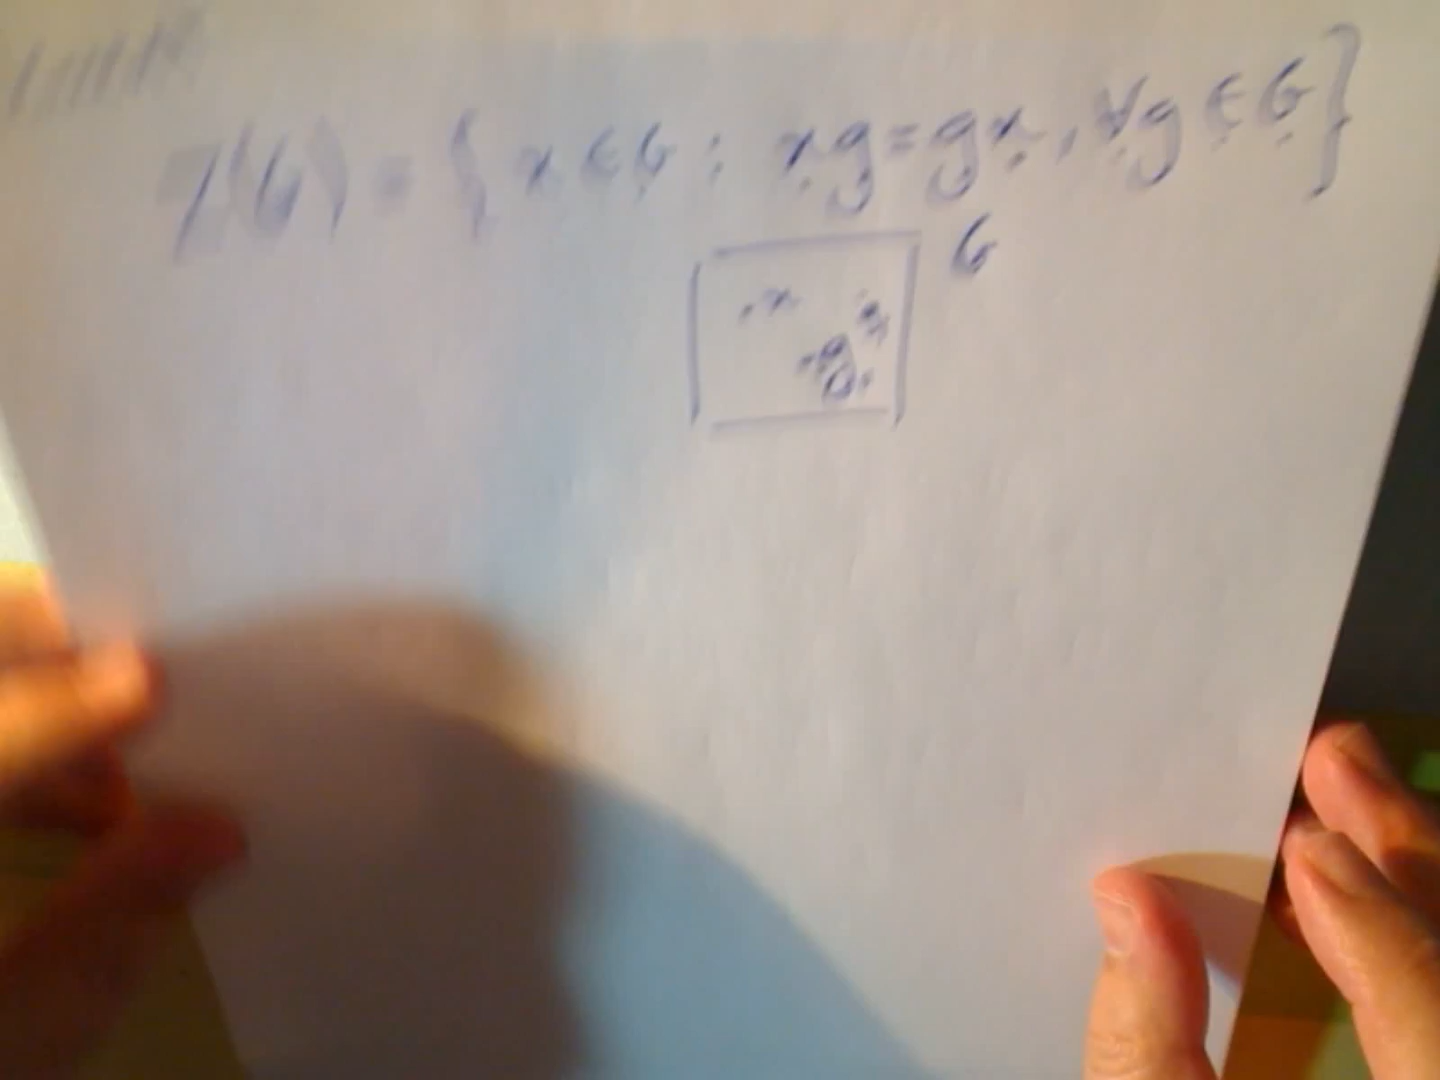 Z(G) = { x ∈ G : xg = gx, ∀g ∈ G }
G
x
g